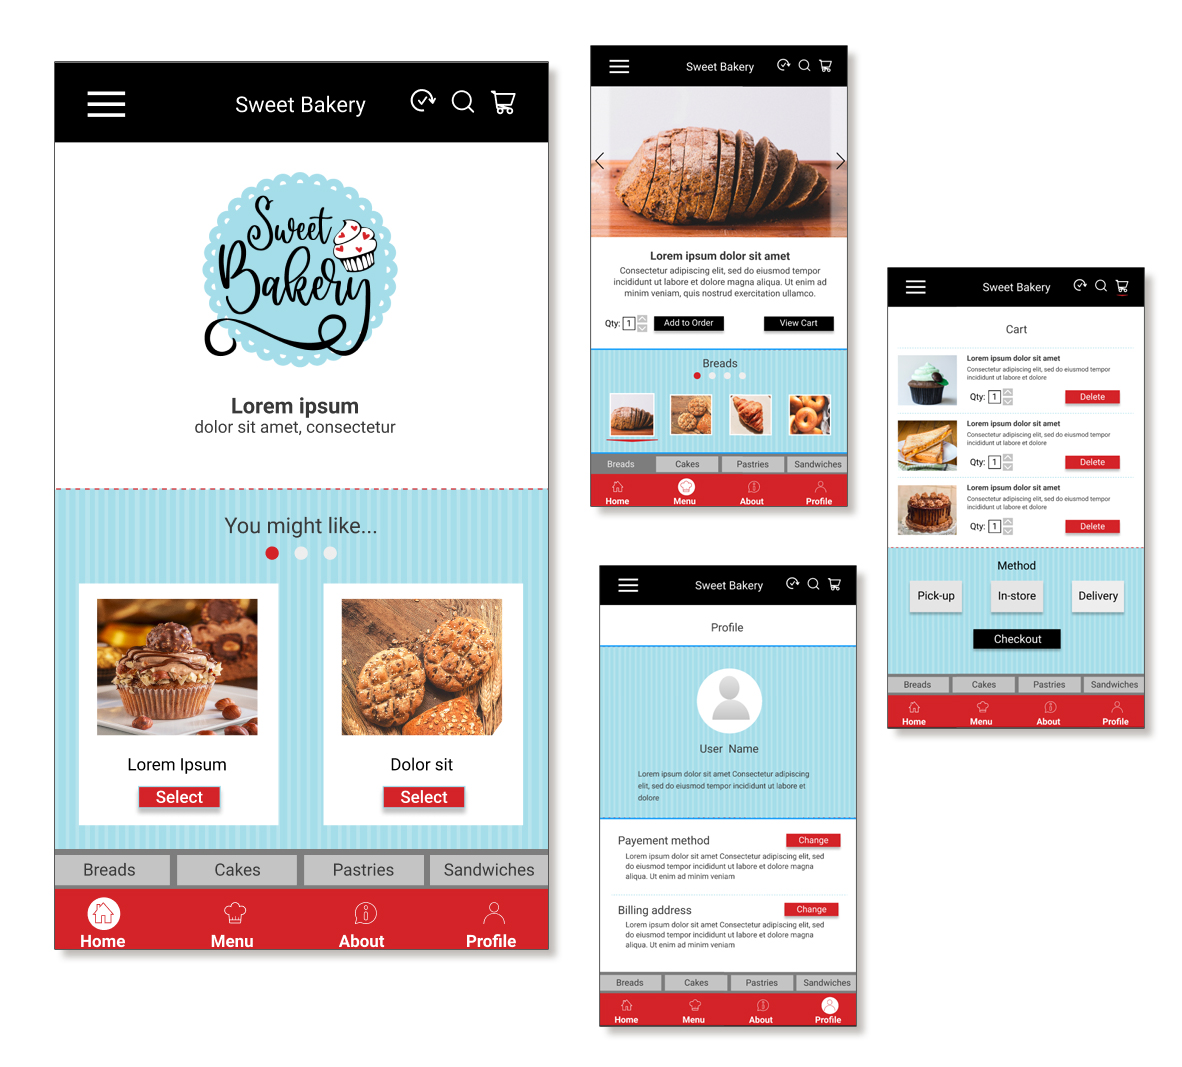 Sweet Bakery
Sweet
Bakery
Lorem ipsum
dolor sit amet, consectetur
You might like...
Lorem Ipsum
Select
Dolor sit
Select
Breads
Cakes
Pastries
Sandwiches
Home
Menu
About
Profile
Sweet Bakery
Lorem ipsum dolor sit amet
Consectetur adipiscing elit, sed do eiusmod tempor
incididunt ut labore et dolore magna aliqua. Ut enim ad
minim veniam, quis nostrud exercitation ullamco.
Qty: 1
Add to Order
View Cart
Breads
Breads
Cakes
Pastries
Sandwiches
Home
Menu
About
Profile
Sweet Bakery
Profile
User Name
Lorem ipsum dolor sit amet Consectetur adipiscing
elit, sed do eiusmod tempor incididunt ut labore et
dolore
Payement method
Change
Lorem ipsum dolor sit amet Consectetur adipiscing elit, sed
do eiusmod tempor incididunt ut labore et dolore magna
aliqua. Ut enim ad minim veniam
Billing address
Change
Lorem ipsum dolor sit amet Consectetur adipiscing elit, sed
do eiusmod tempor incididunt ut labore et dolore magna
aliqua. Ut enim ad minim veniam
Breads
Cakes
Pastries
Sandwiches
Home
Menu
About
Profile
Sweet Bakery
Cart
Lorem ipsum dolor sit amet
Consectetur adipiscing elit, sed do eiusmod tempor
incididunt ut labore et dolore
Qty: 1
Delete
Lorem ipsum dolor sit amet
Consectetur adipiscing elit, sed do eiusmod tempor
incididunt ut labore et dolore
Qty: 1
Delete
Lorem ipsum dolor sit amet
Consectetur adipiscing elit, sed do eiusmod tempor
incididunt ut labore et dolore
Qty: 1
Delete
Method
Pick-up
In-store
Delivery
Checkout
Breads
Cakes
Pastries
Sandwiches
Home
Menu
About
Profile